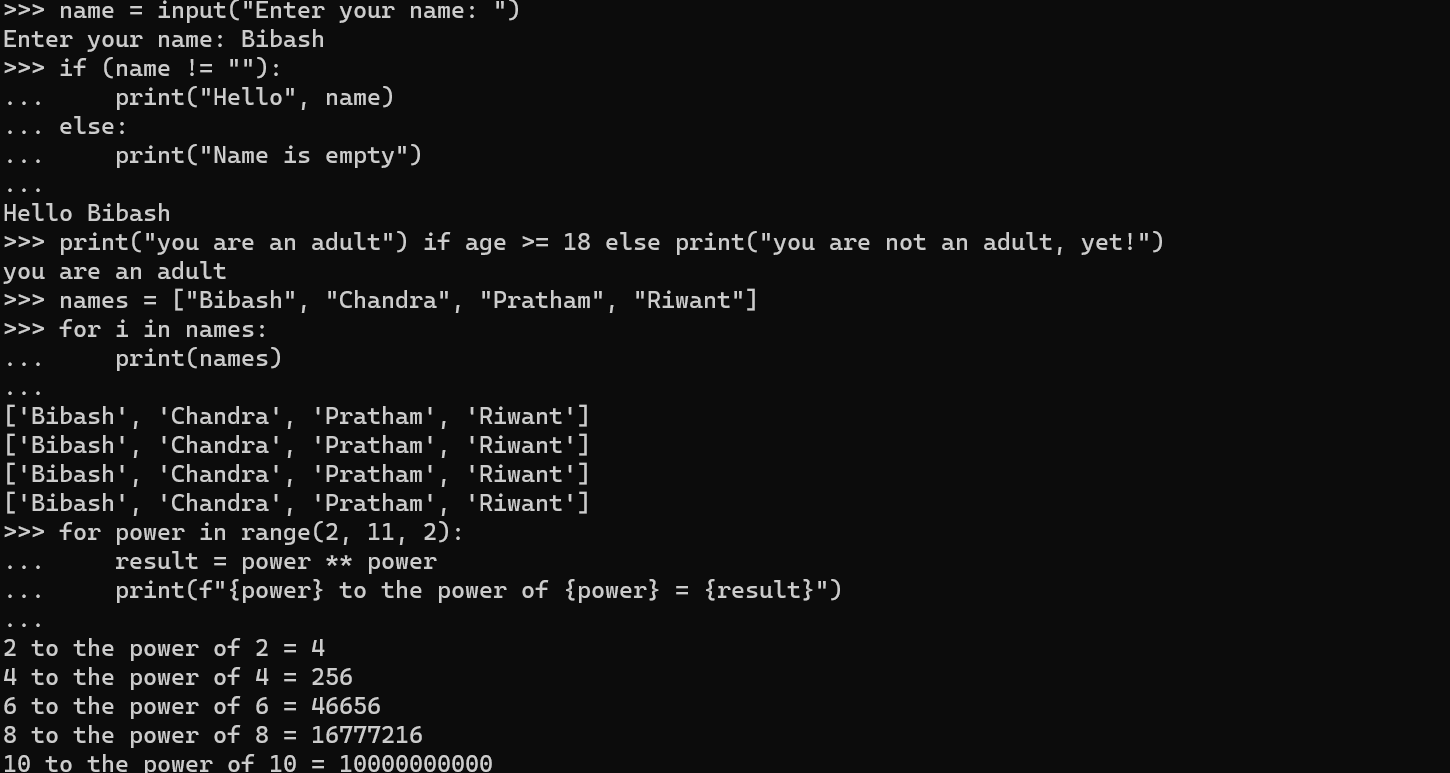 >>> name = input("Enter your name: ")
Enter your name: Bibash
>>> if (name != ""):
...     print("Hello", name)
... else:
...     print("Name is empty")
...
Hello Bibash
>>> print("you are an adult") if age >= 18 else print("you are not an adult, yet!")
you are an adult
>>> names = ["Bibash", "Chandra", "Pratham", "Riwant"]
>>> for i in names:
...     print(names)
...
['Bibash', 'Chandra', 'Pratham', 'Riwant']
['Bibash', 'Chandra', 'Pratham', 'Riwant']
['Bibash', 'Chandra', 'Pratham', 'Riwant']
['Bibash', 'Chandra', 'Pratham', 'Riwant']
>>> for power in range(2, 11, 2):
...     result = power ** power
...     print(f"{power} to the power of {power} = {result}")
...
2 to the power of 2 = 4
4 to the power of 4 = 256
6 to the power of 6 = 46656
8 to the power of 8 = 16777216
10 to the power of 10 = 10000000000